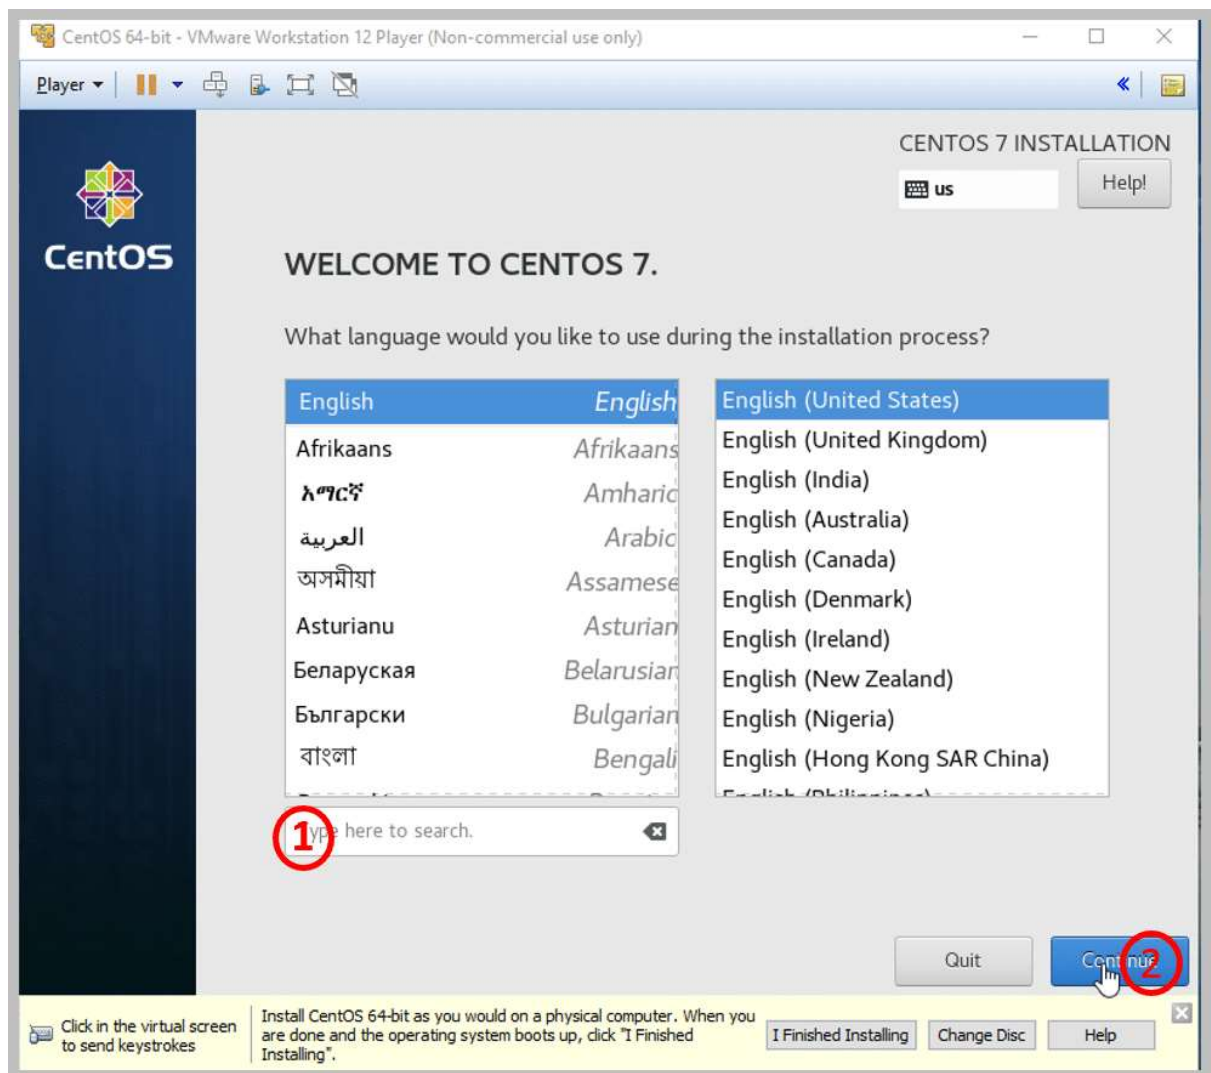 CentOS 64-bit - VMware Workstation 12 Player (Non-commercial use only)
Player
CENTOS 7 INSTALLATION
us
Help!
CentOS
WELCOME TO CENTOS 7.
What language would you like to use during the installation process?
English English
Afrikaans Afrikaans
አማርኛ Amharic
العربية Arabic
অসমীয়া Assamese
Asturianu Asturian
Беларуская Belarusian
Български Bulgarian
বাংলা Bengali
English (United States)
English (United Kingdom)
English (India)
English (Australia)
English (Canada)
English (Denmark)
English (Ireland)
English (New Zealand)
English (Nigeria)
English (Hong Kong SAR China)
English (Philippines)
1
Type here to search.
Quit
Continue
2
Click in the virtual screen
to send keystrokes
Install CentOS 64-bit as you would on a physical computer. When you
are done and the operating system boots up, click "I Finished
Installing".
I Finished Installing
Change Disc
Help